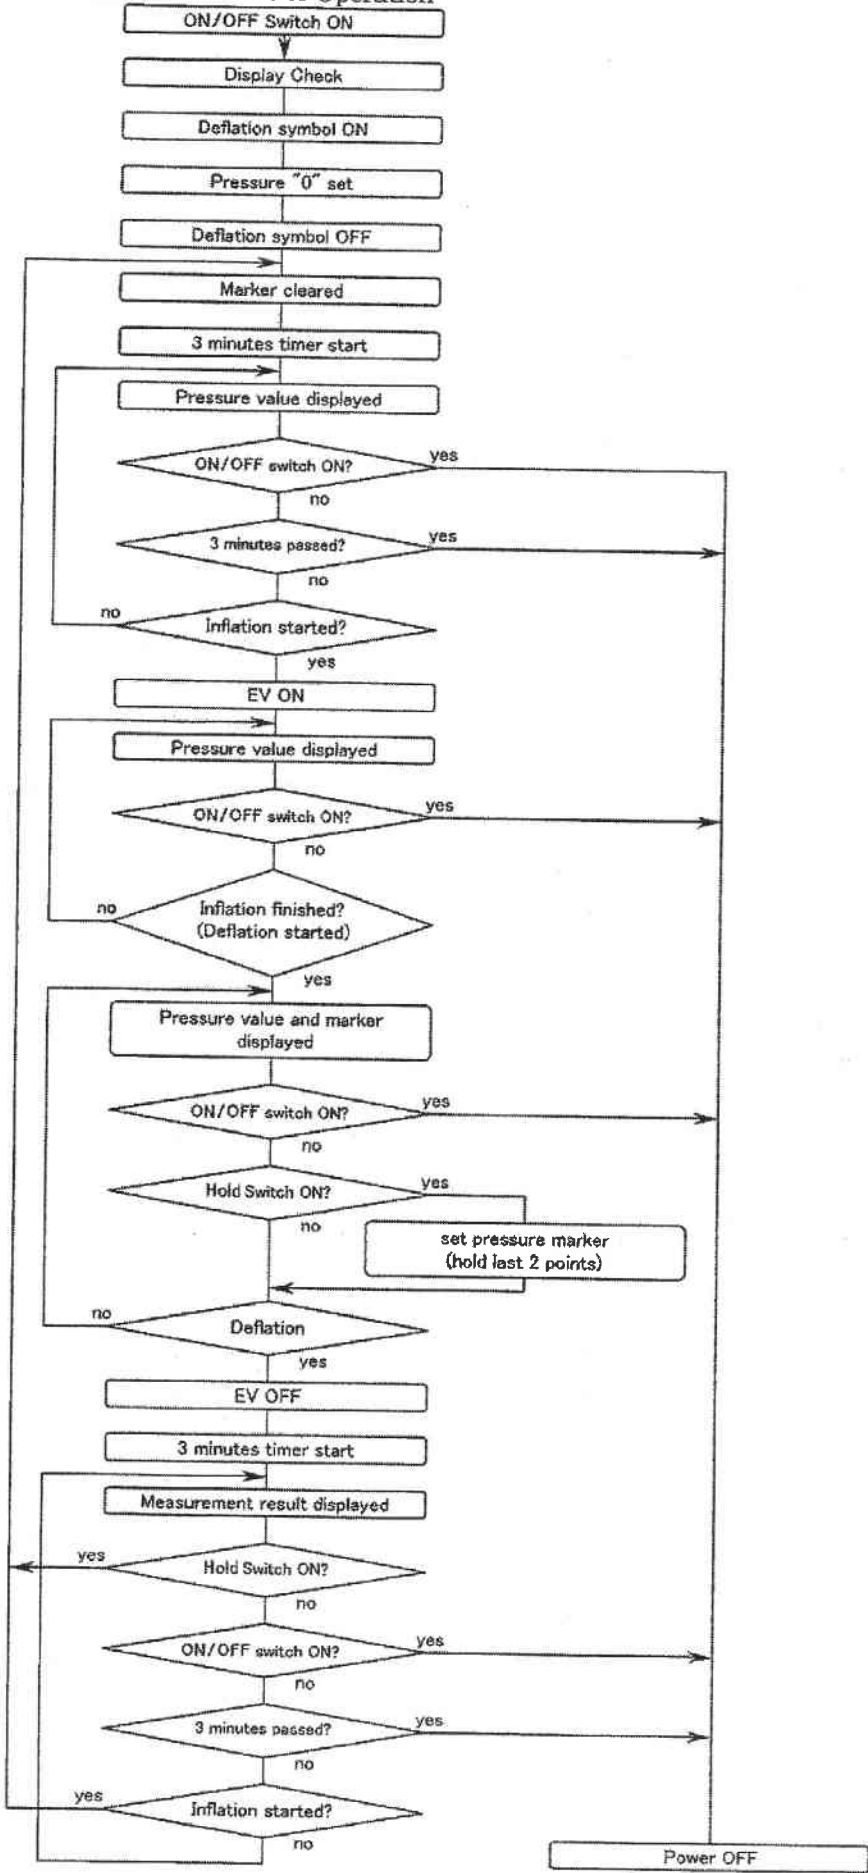 Operation
ON/OFF Switch ON
Display Check
Deflation symbol ON
Pressure "0" set
Deflation symbol OFF
Marker cleared
3 minutes timer start
Pressure value displayed
ON/OFF switch ON?
yes
no
3 minutes passed?
yes
no
no
Inflation started?
yes
EV ON
Pressure value displayed
ON/OFF switch ON?
yes
no
no
Inflation finished?
(Deflation started)
yes
Pressure value and marker
displayed
ON/OFF switch ON?
yes
no
Hold Switch ON?
yes
no
set pressure marker
(hold last 2 points)
no
Deflation
yes
EV OFF
3 minutes timer start
Measurement result displayed
yes
Hold Switch ON?
no
ON/OFF switch ON?
yes
no
3 minutes passed?
yes
no
yes
Inflation started?
no
Power OFF